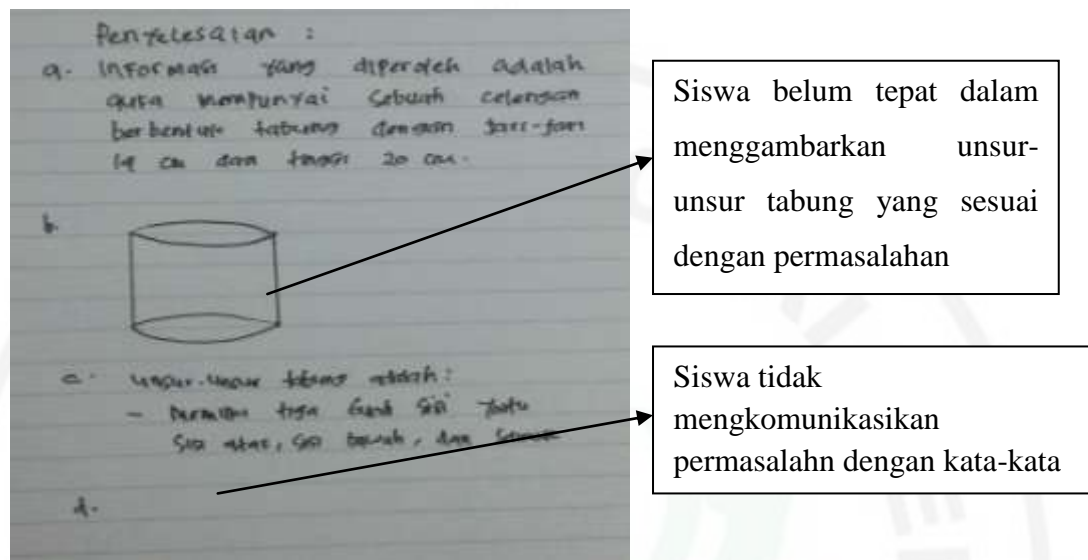 Penyelesaian :
a. Informasi yang diperoleh adalah
quta mempunyai sebuah celengan
berbentuk tabung dengan jari-jari
14 cm dan tinggi 20 cm.
b.
c. unsur-unsur tabung adalah :
- memiliki tiga buah sisi yaitu
sisi atas, sisi bawah, dan
d.
Siswa belum tepat dalam
menggambarkan unsur-
unsur tabung yang sesuai
dengan permasalahan
Siswa tidak
mengkomunikasikan
permasalahn dengan kata-kata